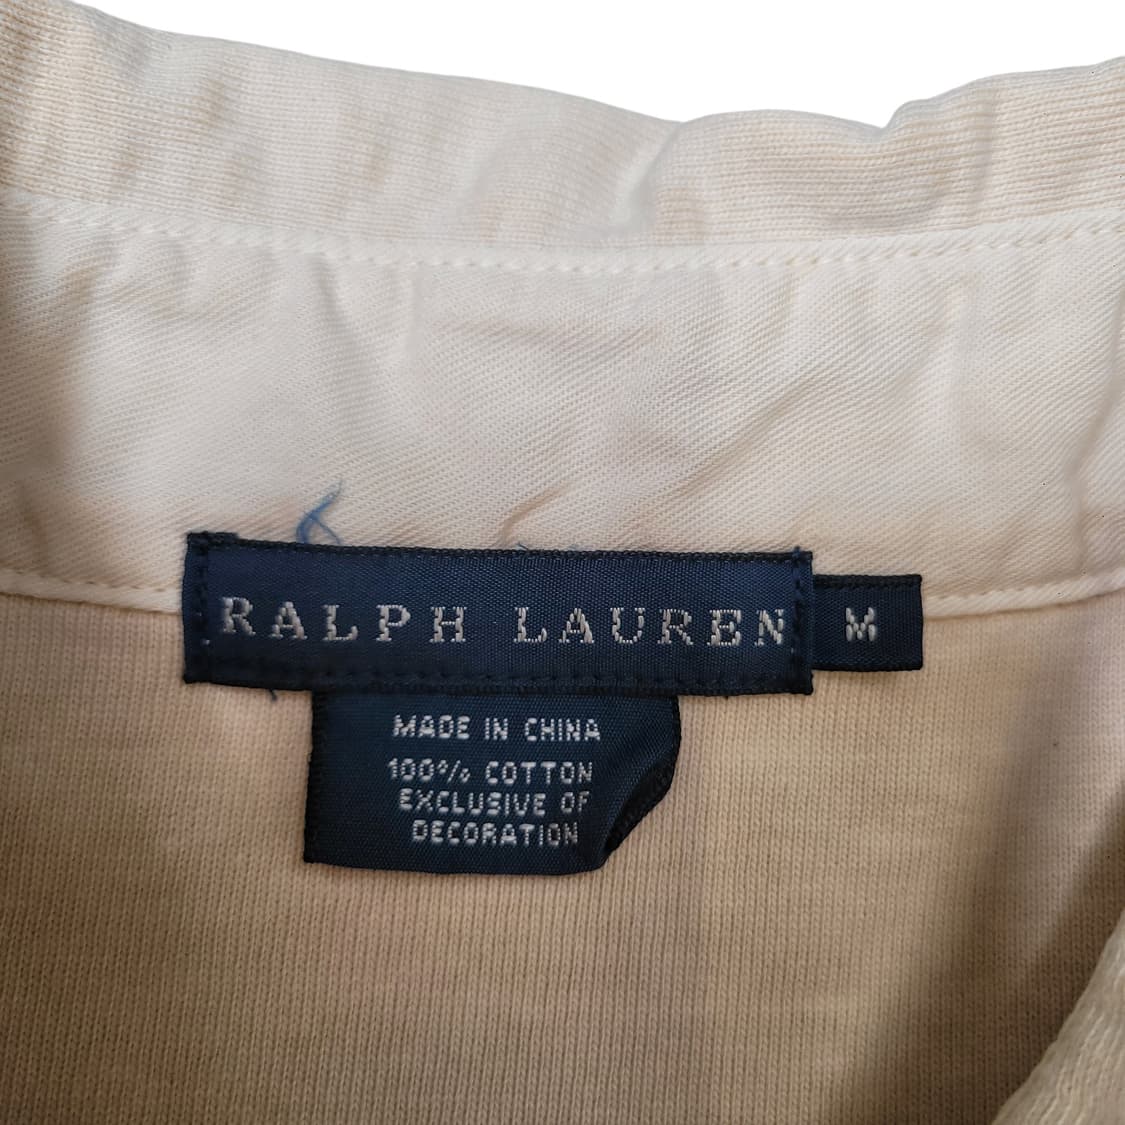 RALPH LAUREN
M
MADE IN CHINA
100% COTTON
EXCLUSIVE OF
DECORATION